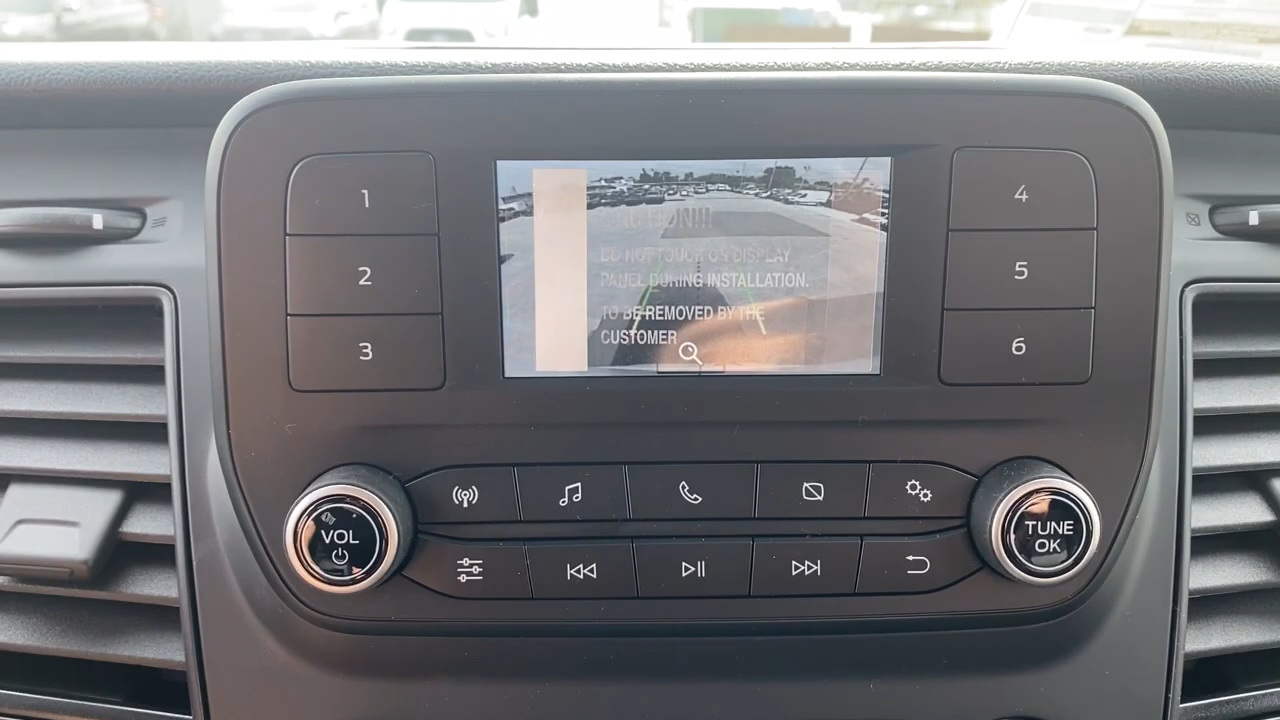 1
2
3
CAUTION!!!
DO NOT TOUCH ON DISPLAY
PANEL DURING INSTALLATION.
TO BE REMOVED BY THE
CUSTOMER
4
5
6
VOL
TUNE
OK